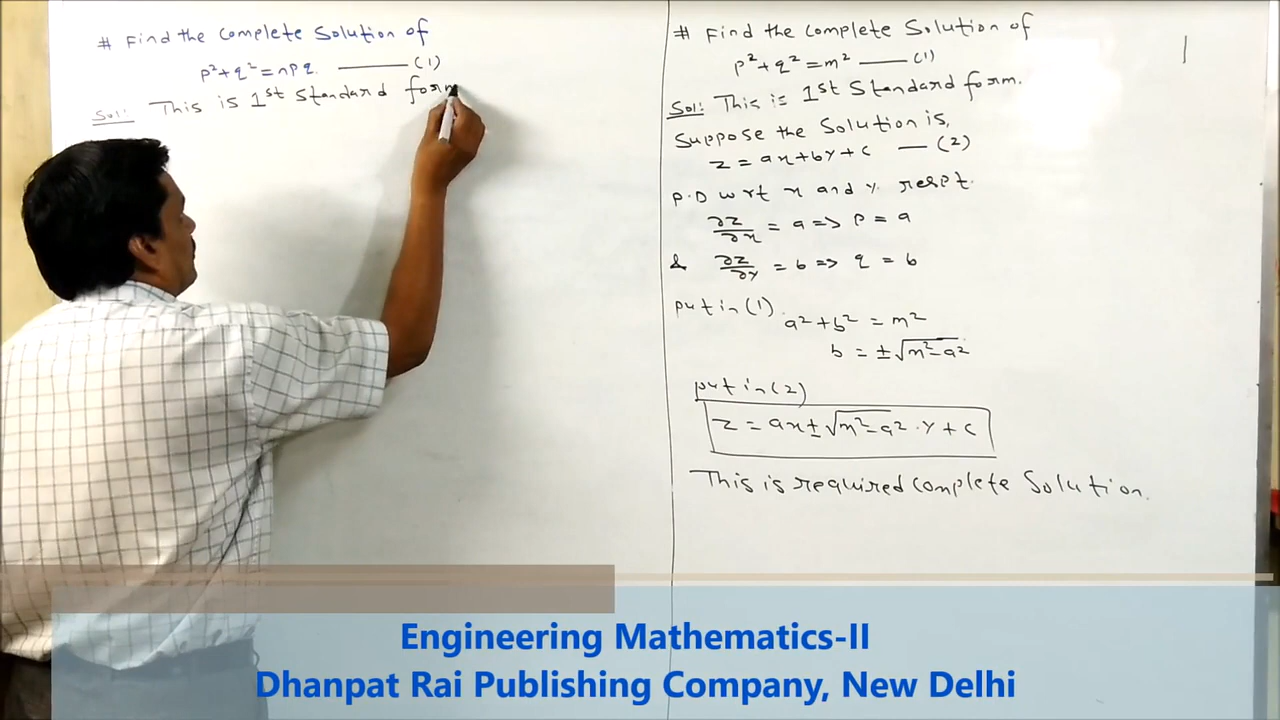 # Find the Complete Solution of
p²+q²=npq. ——— (1)
Sol: This is 1st Standard form
# Find the Complete Solution of
p²+q²=m² —— (1)
Sol: This is 1st Standard form.
Suppose the Solution is,
z = ax+by+c — (2)
P.D wrt x and y. respt.
∂z/∂x = a => p = a
& ∂z/∂y = b => q = b
put in (1).
a²+b² = m²
b = ±√m²-a²
put in (2)
z = ax±√m²-a² · y + c
This is required complete Solution.
Engineering Mathematics-II
Dhanpat Rai Publishing Company, New Delhi